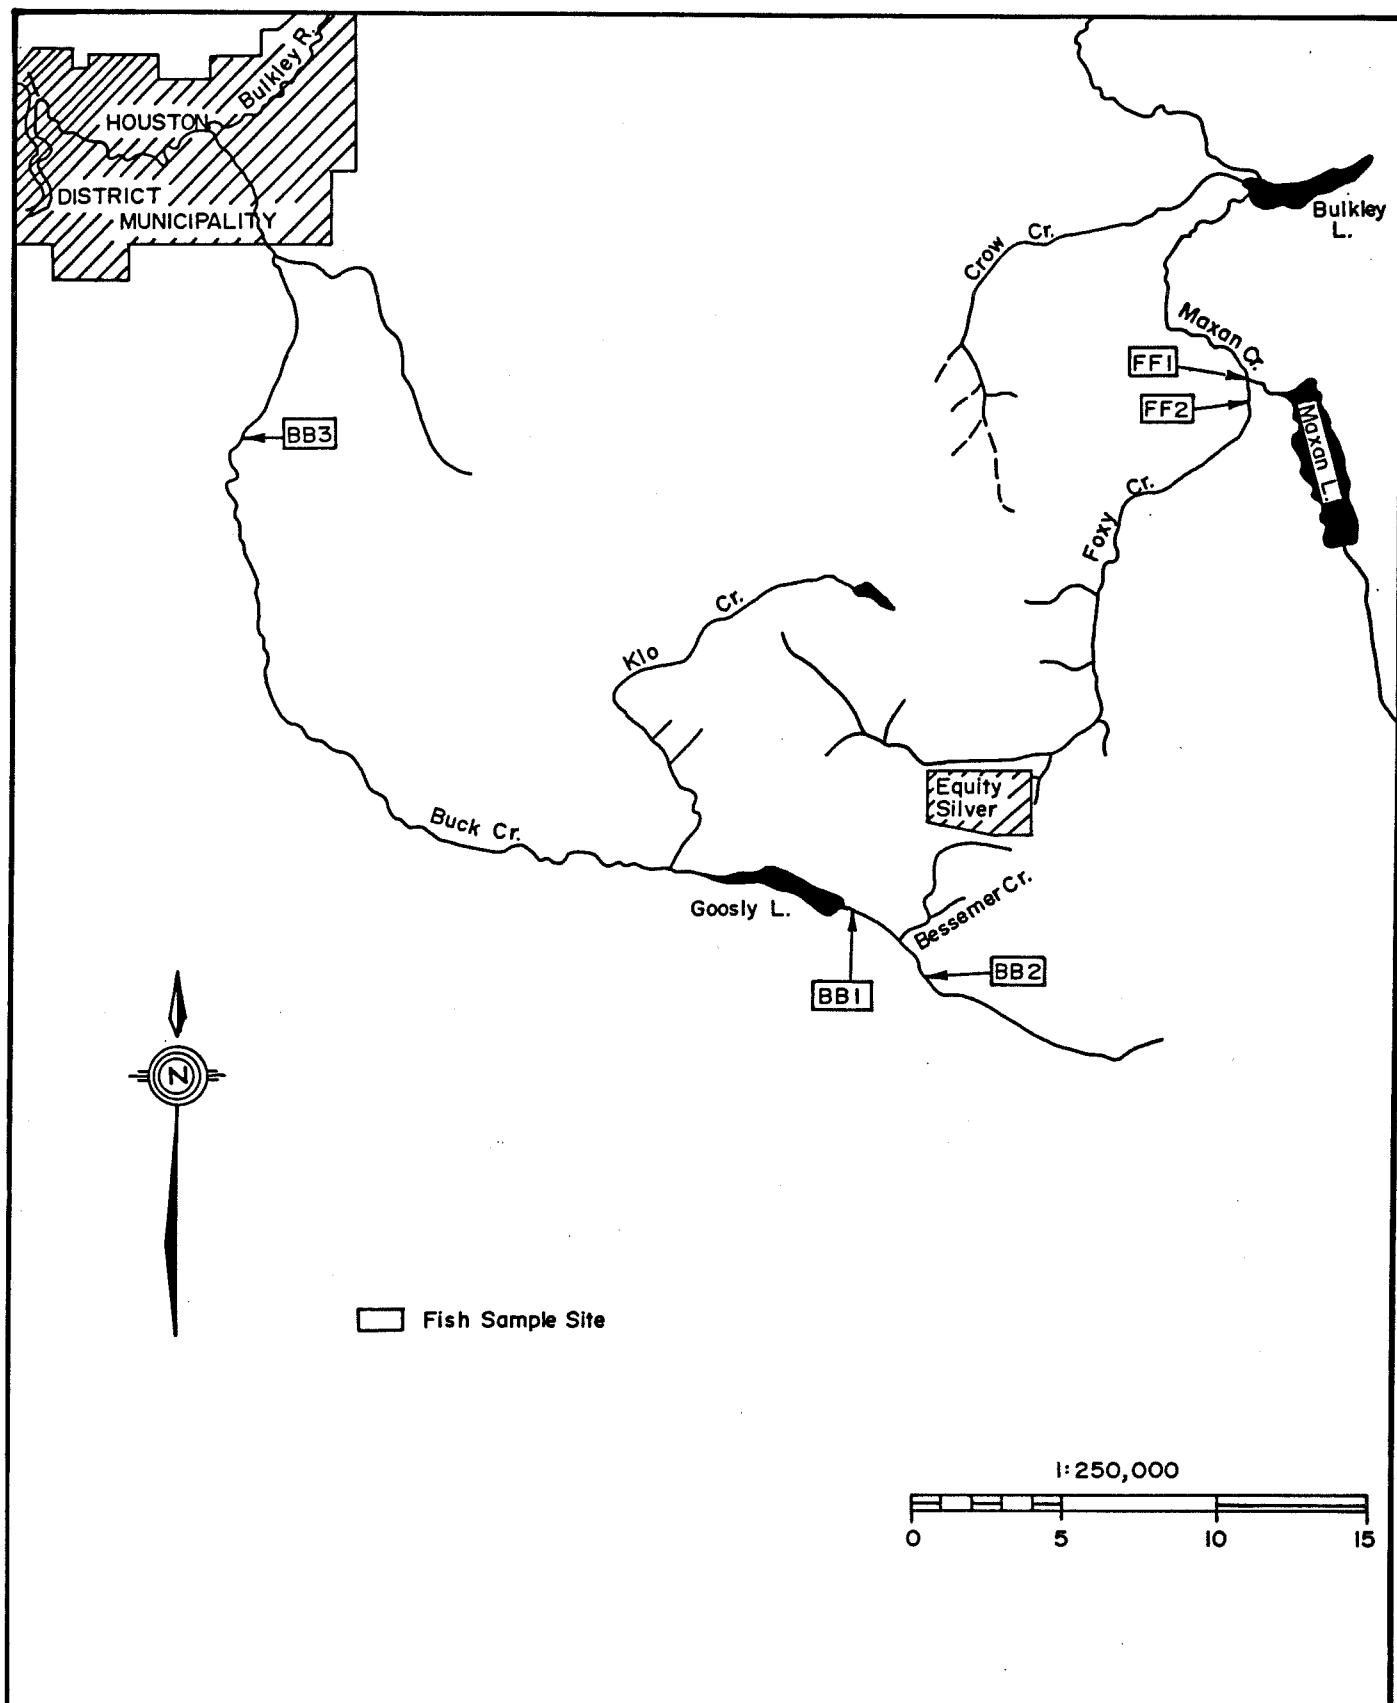 Bulkley R.
HOUSTON
DISTRICT
MUNICIPALITY
Bulkley
L.
Crow Cr.
Maxan Cr.
FF1
FF2
Maxan L.
BB3
Foxy Cr.
Klo Cr.
Equity
Silver
Buck Cr.
Goosly L.
Bessemer Cr.
BB2
BB1
N
Fish Sample Site
1:250,000
0 5 10 15